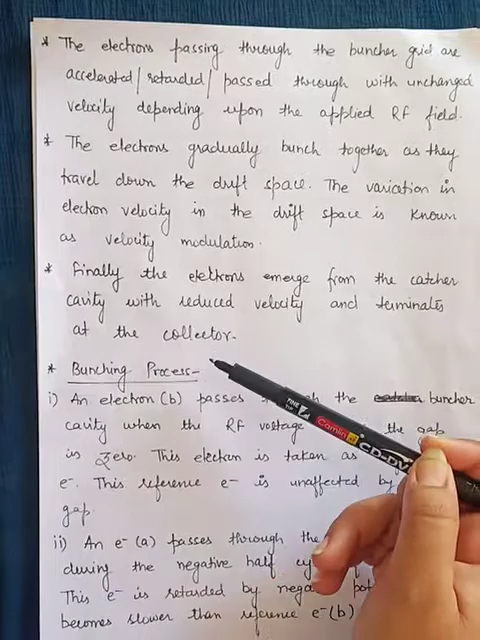 * The electrons passing through the buncher grid are
accelerated/retarded/passed through with unchanged
velocity depending upon the applied RF field.
* The electrons gradually bunch together as they
travel down the drift space. The variation in
electron velocity in the drift space is known
as velocity modulation.
* Finally the electrons emerge from the catcher
cavity with reduced velocity and terminates
at the collector.
* Bunching Process-
i) An electron (b) passes the buncher
cavity when the RF voltage the gap
is zero. This electron is taken as
e-. This reference e- is unaffected by
gap.
ii) An e- (a) passes through the
during the negative half
This e- is retarded by
becomes slower than reference e- (b)
FINE TIP
Camlin
CD-DV